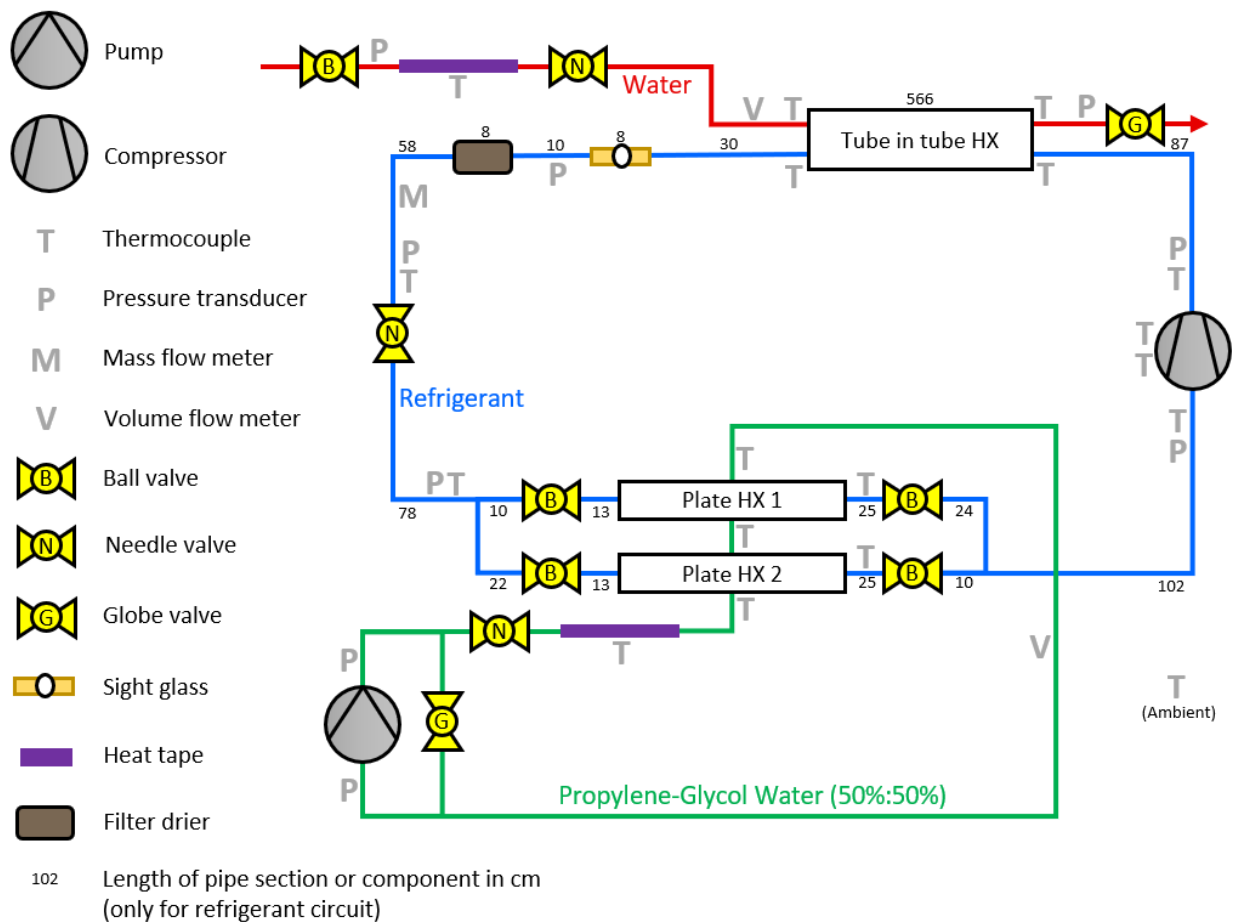 Pump
Compressor
T
Thermocouple
P
Pressure transducer
M
Mass flow meter
V
Volume flow meter
B
Ball valve
N
Needle valve
G
Globe valve
Sight glass
Heat tape
Filter drier
102
Length of pipe section or component in cm
(only for refrigerant circuit)
B
P
T
N
Water
V
T
566
Tube in tube HX
T
P
G
58
8
10
P
8
30
T
T
87
M
P
T
N
Refrigerant
P
T
T
T
T
P
P
T
78
10
B
13
T
Plate HX 1
T
25
B
24
22
B
13
T
Plate HX 2
T
25
B
10
102
T
N
T
P
G
P
V
T
(Ambient)
Propylene-Glycol Water (50%:50%)